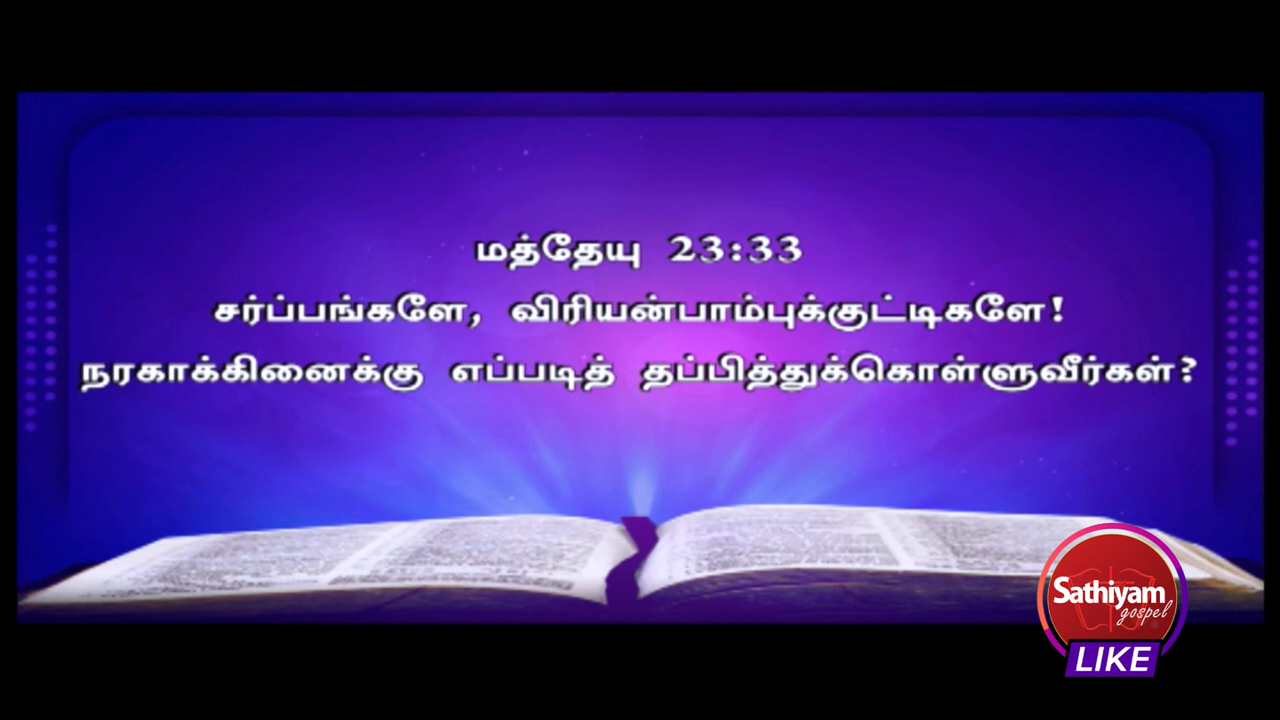 மத்தேயு 23:33
சர்ப்பங்களே, விரியன்பாம்புக்குட்டிகளே!
நரகாக்கினைக்கு எப்படித் தப்பித்துக்கொள்ளுவீர்கள்?
Sathiyam
gospel
LIKE